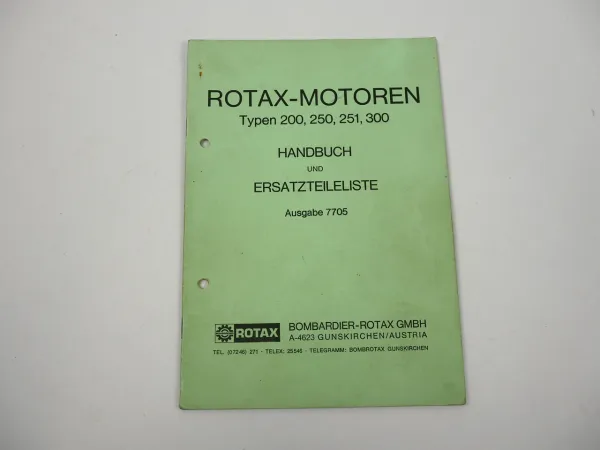 ROTAX-MOTOREN
Typen 200, 250, 251, 300
HANDBUCH
UND
ERSATZTEILELISTE
Ausgabe 7705
ROTAX
BOMBARDIER-ROTAX GMBH
A-4623 GUNSKIRCHEN/AUSTRIA
TEL. (07246) 271 · TELEX: 25546 · TELEGRAMM: BOMBROTAX GUNSKIRCHEN